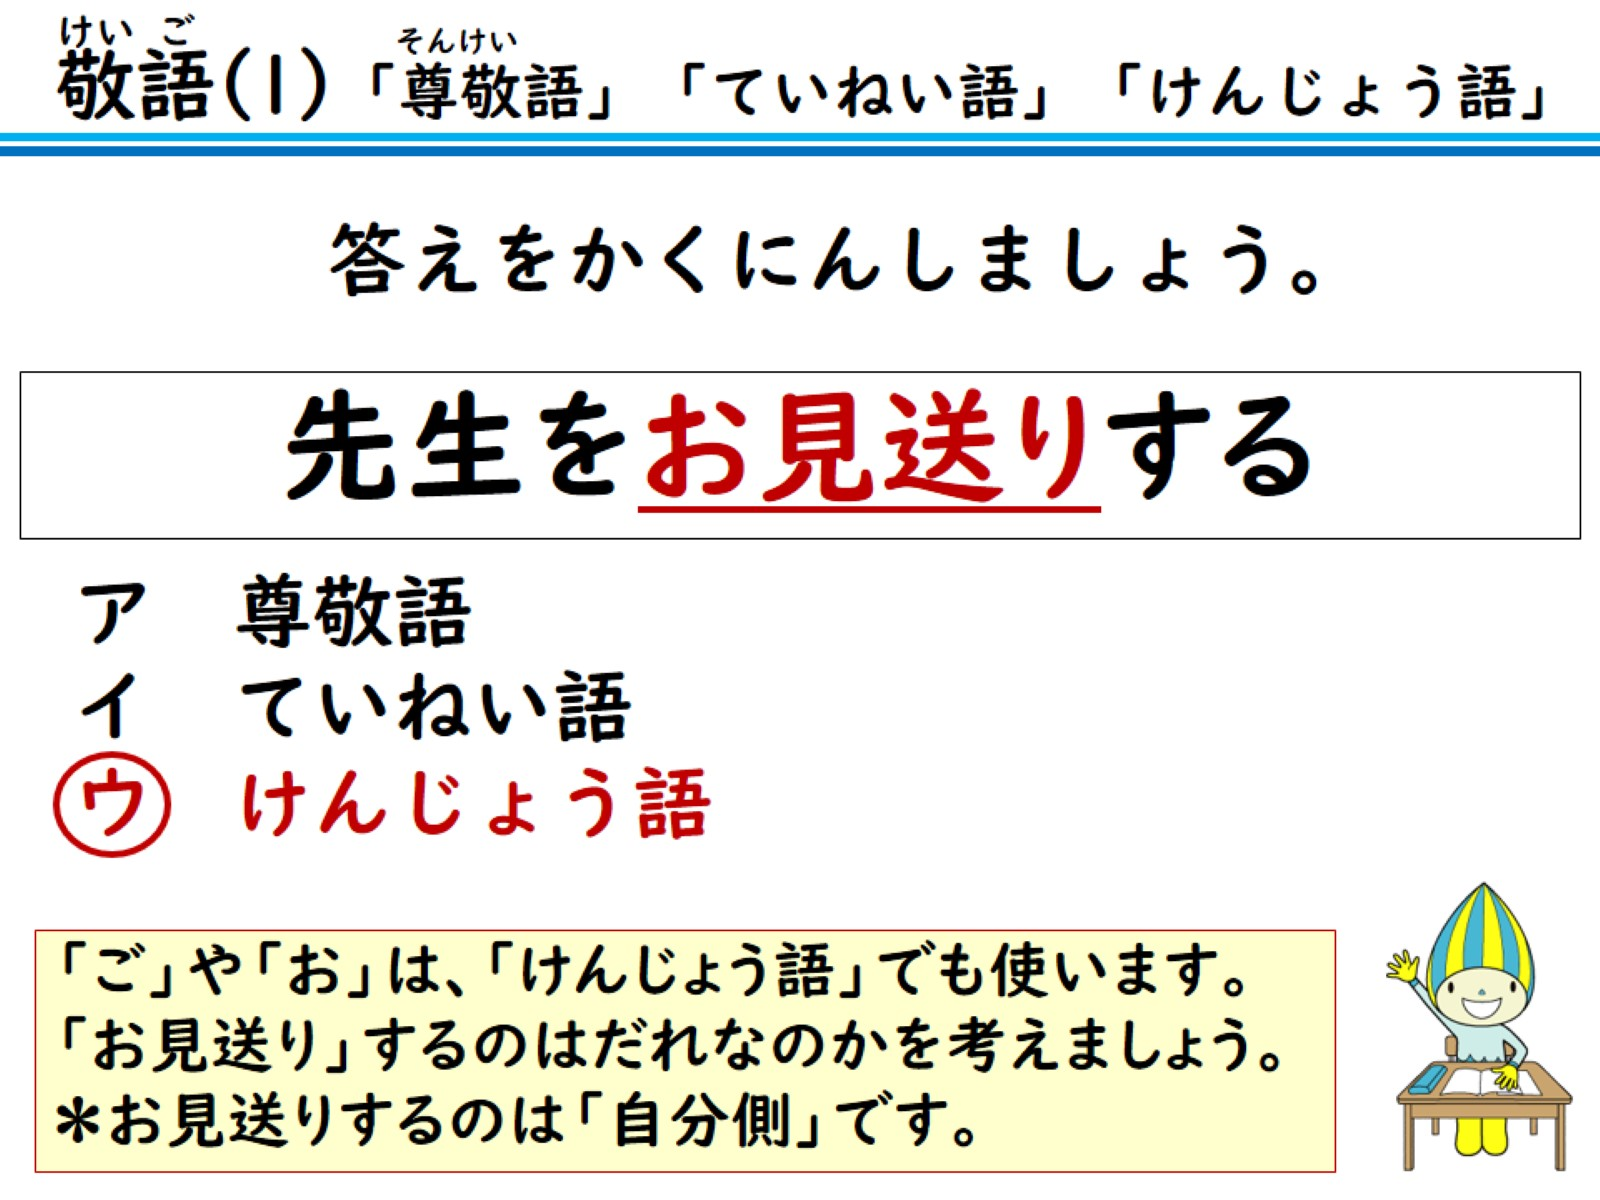 けい ご そんけい
敬語(1)「尊敬語」「ていねい語」「けんじょう語」
答えをかくにんしましょう。
先生をお見送りする
ア 尊敬語
イ ていねい語
ウ けんじょう語
「ご」や「お」は、「けんじょう語」でも使います。
「お見送り」するのはだれなのかを考えましょう。
＊お見送りするのは「自分側」です。